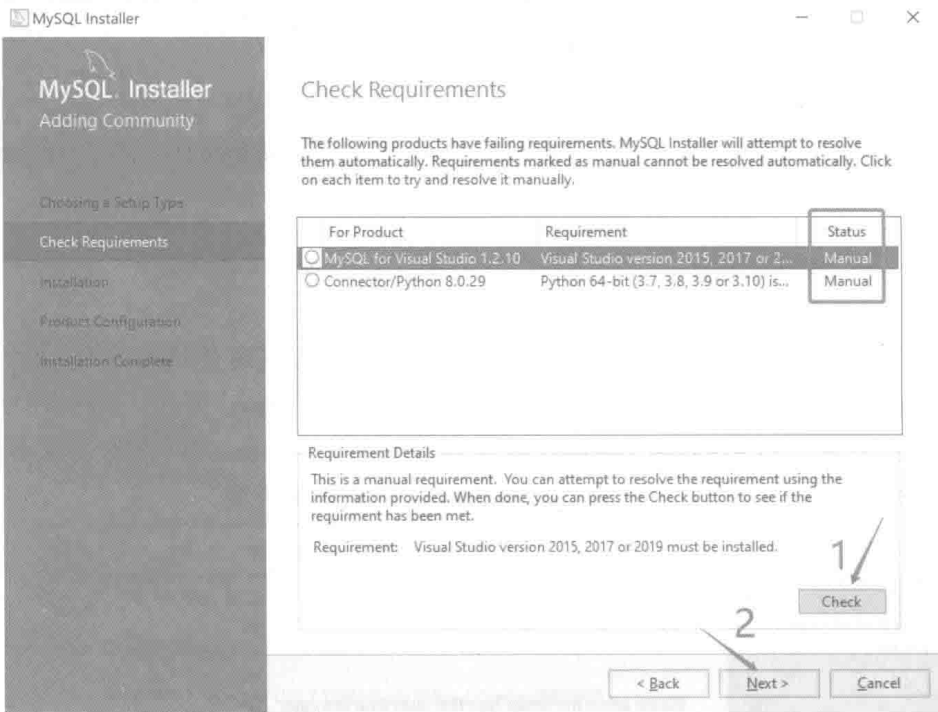 MySQL Installer
MySQL. Installer
Adding Community
Choosing a Setup Type
Check Requirements
Installation
Product Configuration
Installation Complete
Check Requirements
The following products have failing requirements. MySQL Installer will attempt to resolve
them automatically. Requirements marked as manual cannot be resolved automatically. Click
on each item to try and resolve it manually.
For Product Requirement Status
MySQL for Visual Studio 1.2.10 Visual Studio version 2015, 2017 or 2... Manual
Connector/Python 8.0.29 Python 64-bit (3.7, 3.8, 3.9 or 3.10) is... Manual
Requirement Details
This is a manual requirement. You can attempt to resolve the requirement using the
information provided. When done, you can press the Check button to see if the
requirment has been met.
Requirement: Visual Studio version 2015, 2017 or 2019 must be installed.
1
Check
2
< Back Next > Cancel